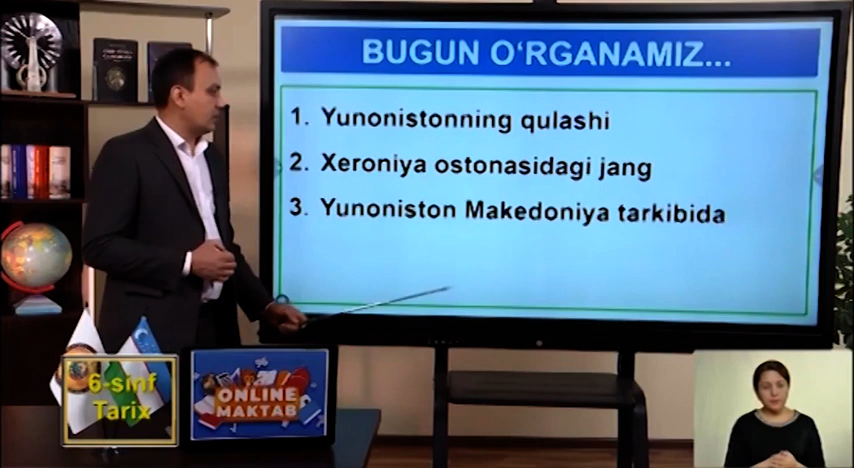 BUGUN O‘RGANAMIZ...
1. Yunonistonning qulashi
2. Xeroniya ostonasidagi jang
3. Yunoniston Makedoniya tarkibida
6-sinf
Tarix
ONLINE
MAKTAB